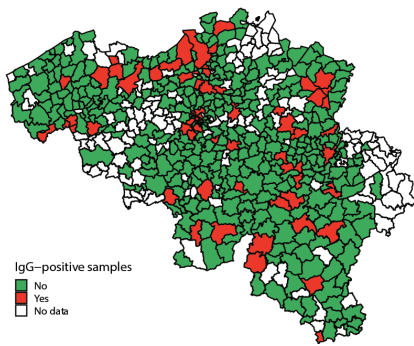 IgG−positive samples
No
Yes
No data